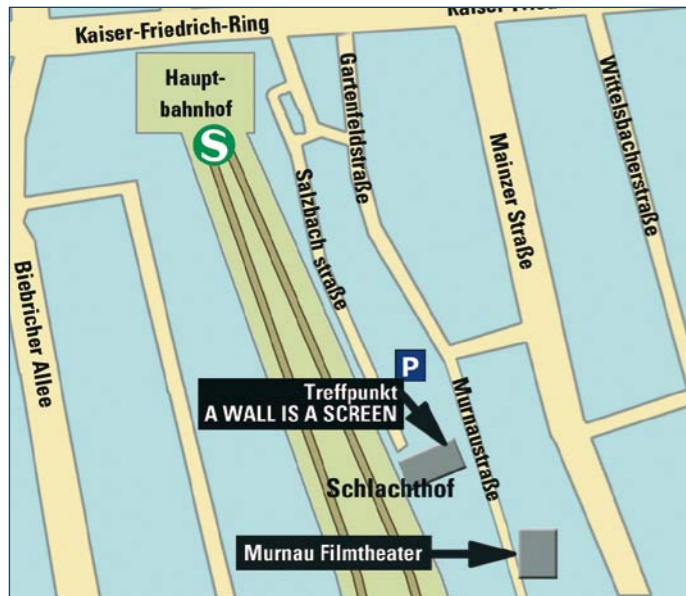 Kaiser-Friedrich-Ring
Haupt-
bahnhof
S
Gartenfeldstraße
Wittelsbacherstraße
Mainzer Straße
Salzbach straße
Biebricher Allee
P
Treffpunkt
A WALL IS A SCREEN
Murnaustraße
Schlachthof
Murnau Filmtheater